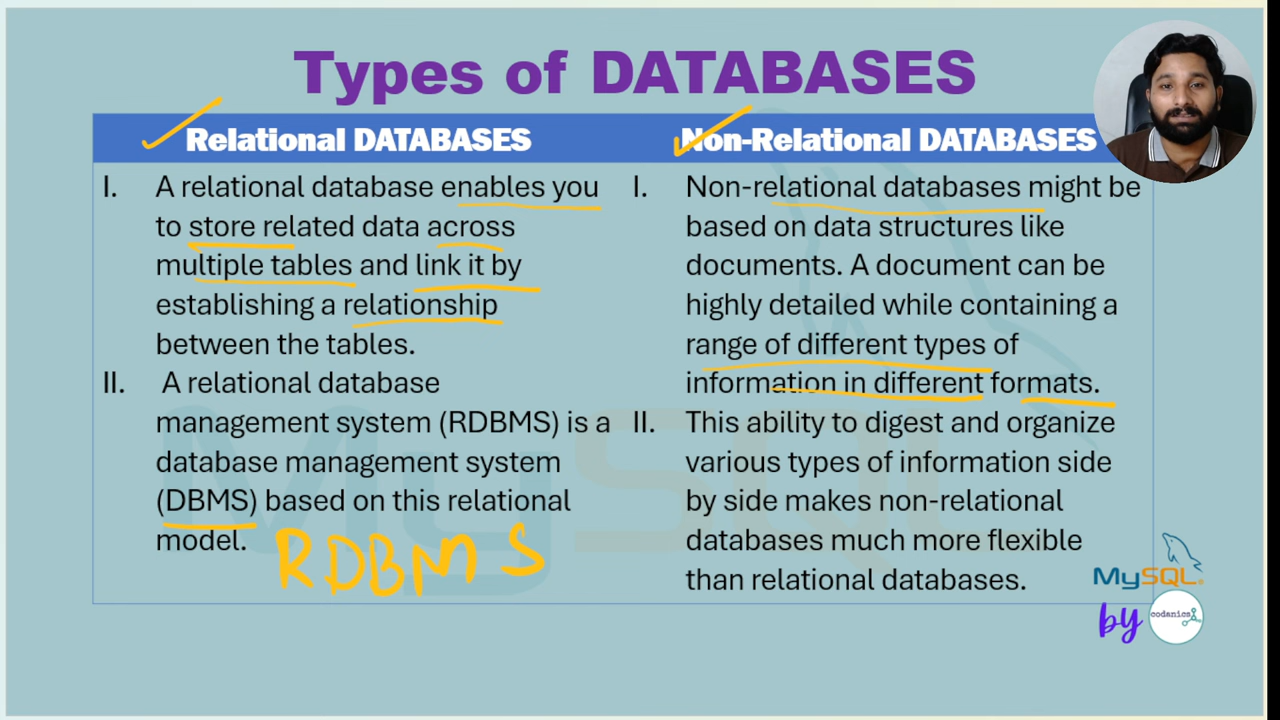 Types of DATABASES
Relational DATABASES
Non-Relational DATABASES
I. A relational database enables you
to store related data across
multiple tables and link it by
establishing a relationship
between the tables.
II. A relational database
management system (RDBMS) is a
database management system
(DBMS) based on this relational
model.
RDBMS
I. Non-relational databases might be
based on data structures like
documents. A document can be
highly detailed while containing a
range of different types of
information in different formats.
II. This ability to digest and organize
various types of information side
by side makes non-relational
databases much more flexible
than relational databases.
MySQL
MySQL®
by
codanics